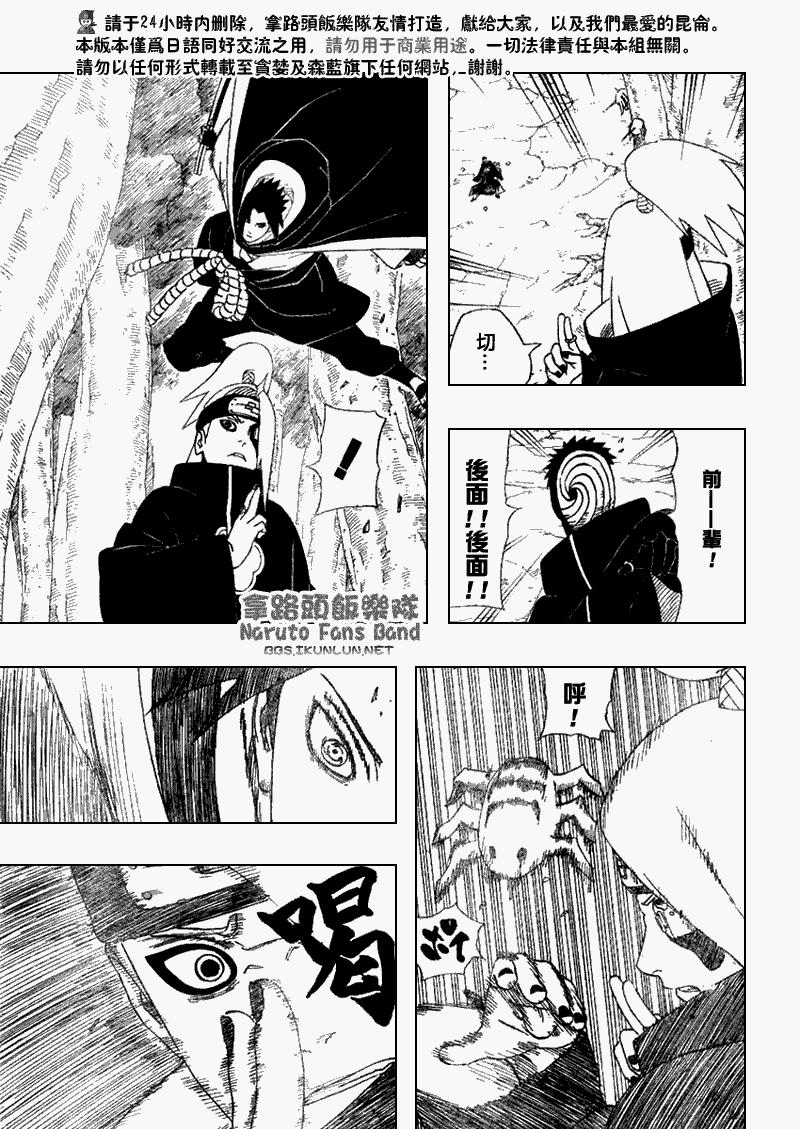 請于24小時内刪除，拿路頭飯樂隊友情打造，獻給大家，以及我們最愛的昆侖。
本版本僅爲日語同好交流之用，請勿用于商業用途。一切法律責任與本組無關。
請勿以任何形式轉載至貪婪及森藍旗下任何網站，謝謝。
切…
！
前——輩！
後面！！後面！！
拿路頭飯樂隊
Naruto Fans Band
BBS.IKUNLUN.NET
呼！
ポイ
喝